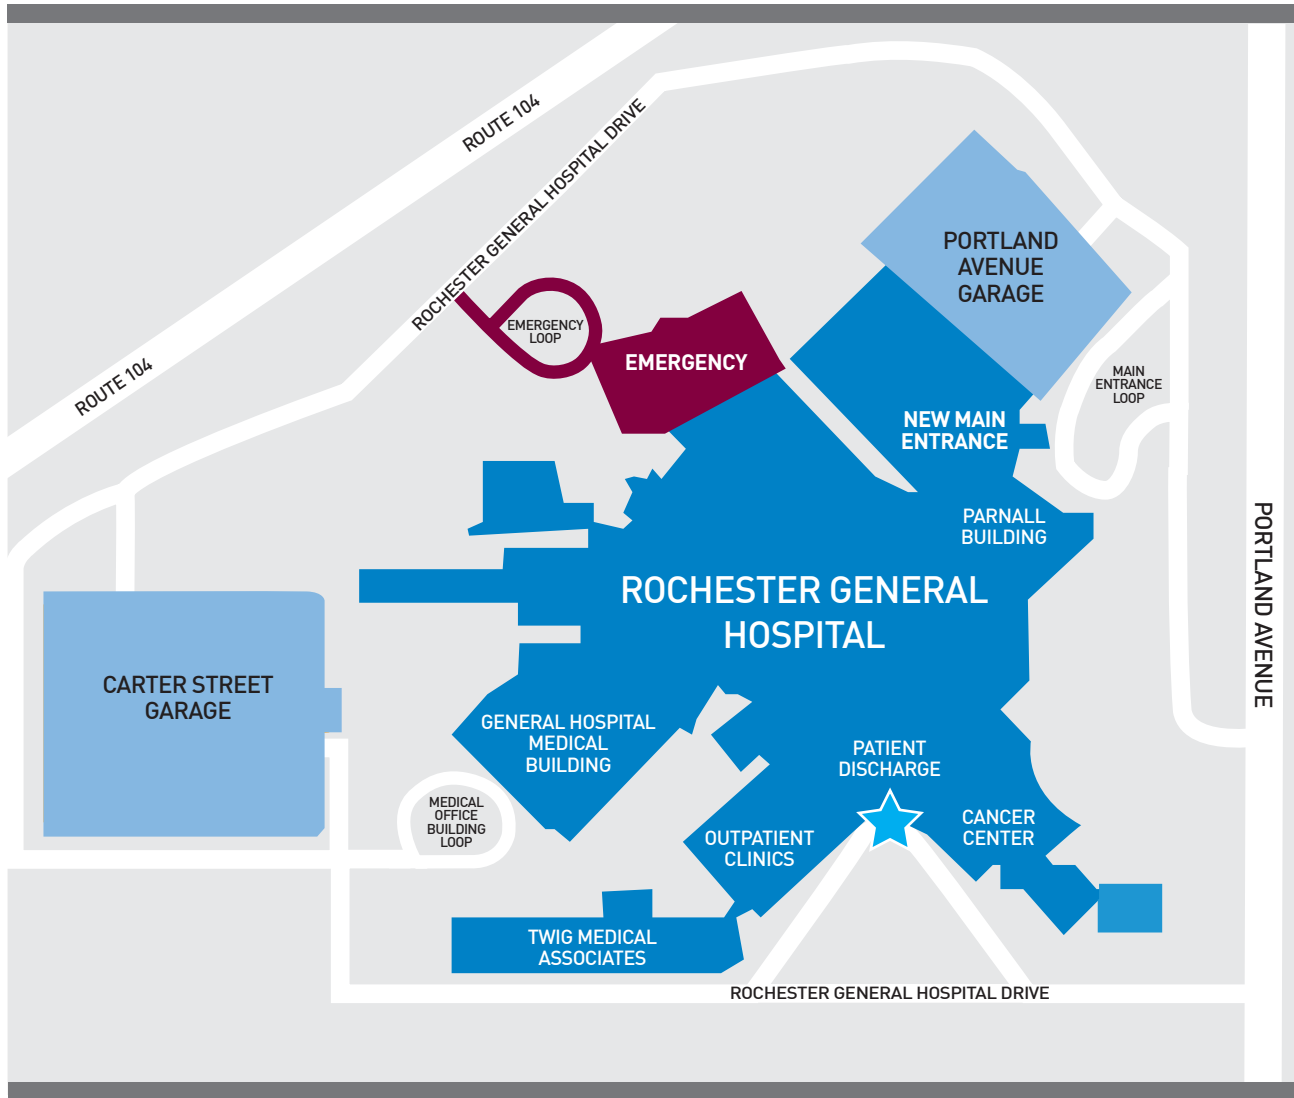 ROUTE 104
ROCHESTER GENERAL HOSPITAL DRIVE
PORTLAND
AVENUE
GARAGE
EMERGENCY
LOOP
EMERGENCY
ROUTE 104
MAIN
ENTRANCE
LOOP
NEW MAIN
ENTRANCE
PARNALL
BUILDING
PORTLAND AVENUE
ROCHESTER GENERAL
HOSPITAL
CARTER STREET
GARAGE
GENERAL HOSPITAL
MEDICAL
BUILDING
PATIENT
DISCHARGE
MEDICAL
OFFICE
BUILDING
LOOP
OUTPATIENT
CLINICS
CANCER
CENTER
TWIG MEDICAL
ASSOCIATES
ROCHESTER GENERAL HOSPITAL DRIVE